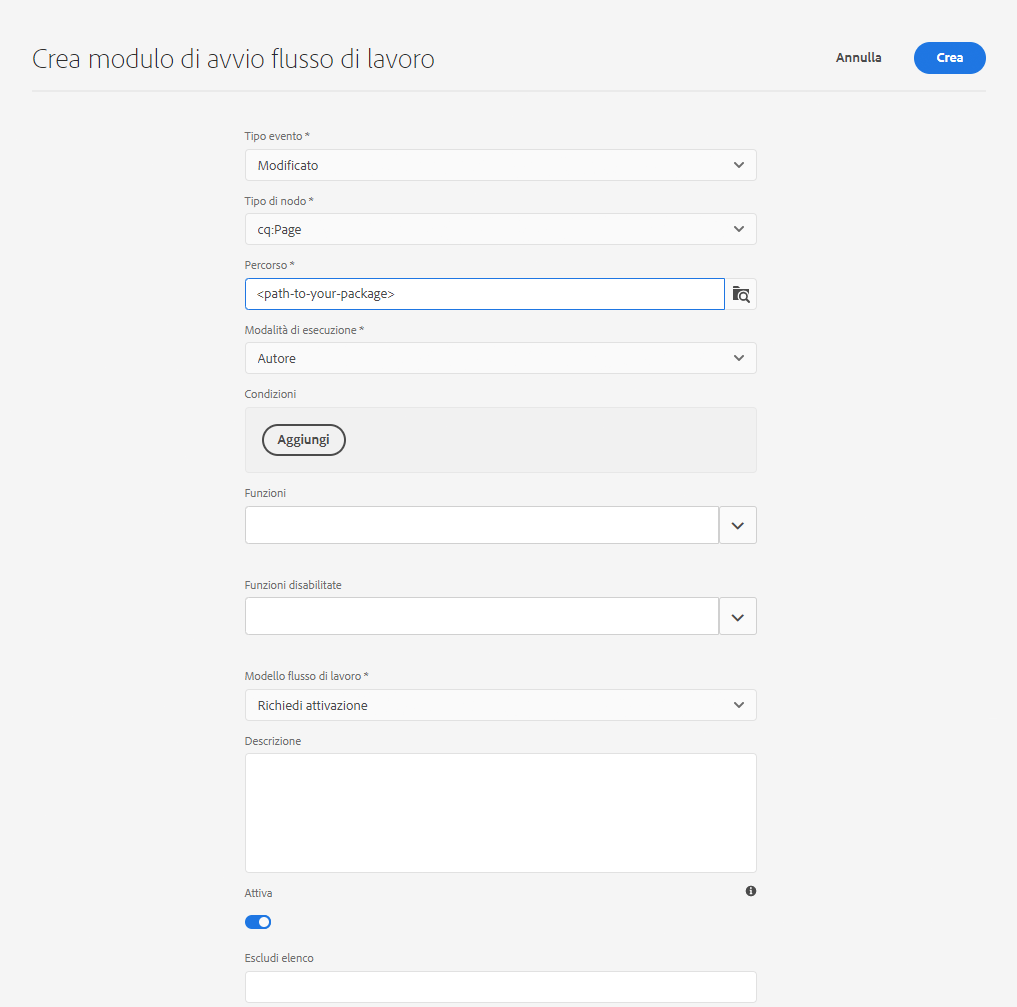 Crea modulo di avvio flusso di lavoro
Annulla
Crea
Tipo evento *
Modificato
Tipo di nodo *
cq:Page
Percorso *
<path-to-your-package>
Modalità di esecuzione *
Autore
Condizioni
Aggiungi
Funzioni
Funzioni disabilitate
Modello flusso di lavoro *
Richiedi attivazione
Descrizione
Attiva
Escludi elenco